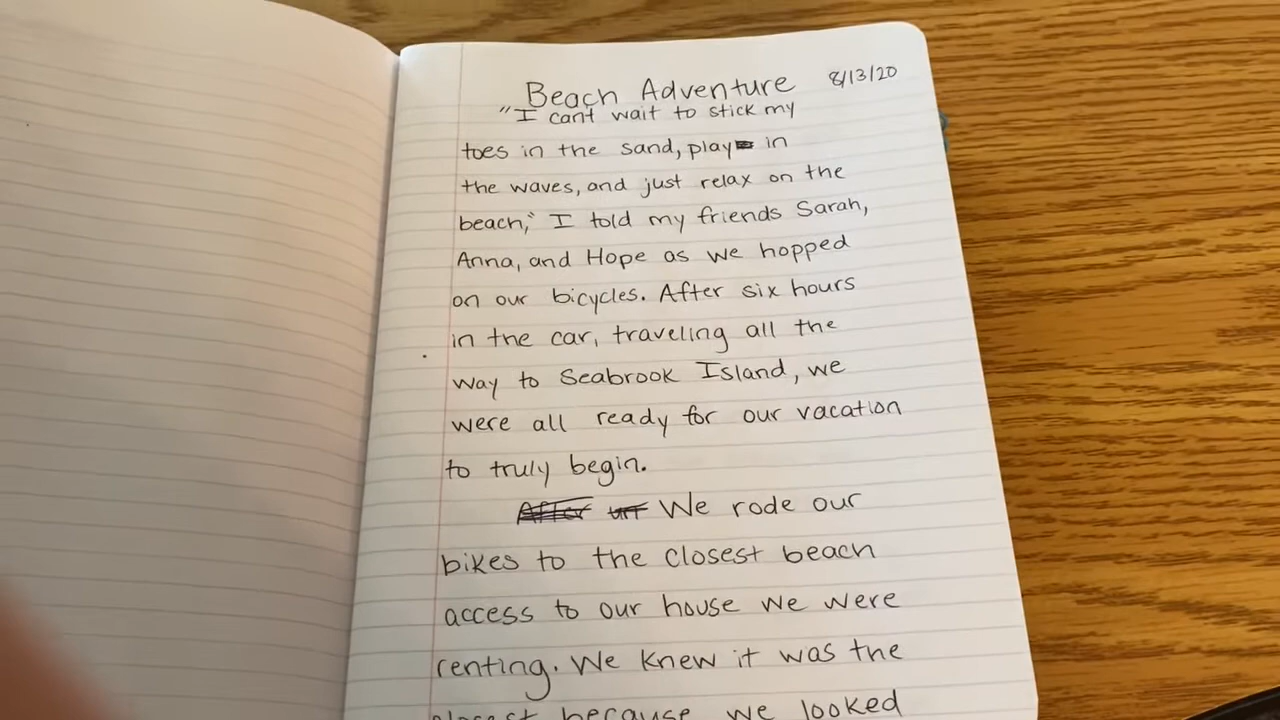 Beach Adventure 8/13/20
"I cant wait to stick my
toes in the sand, play in
the waves, and just relax on the
beach," I told my friends Sarah,
Anna, and Hope as we hopped
on our bicycles. After six hours
in the car, traveling all the
way to Seabrook Island, we
were all ready for our vacation
to truly begin.
After We rode our
bikes to the closest beach
access to our house we were
renting. We knew it was the
closest because we looked